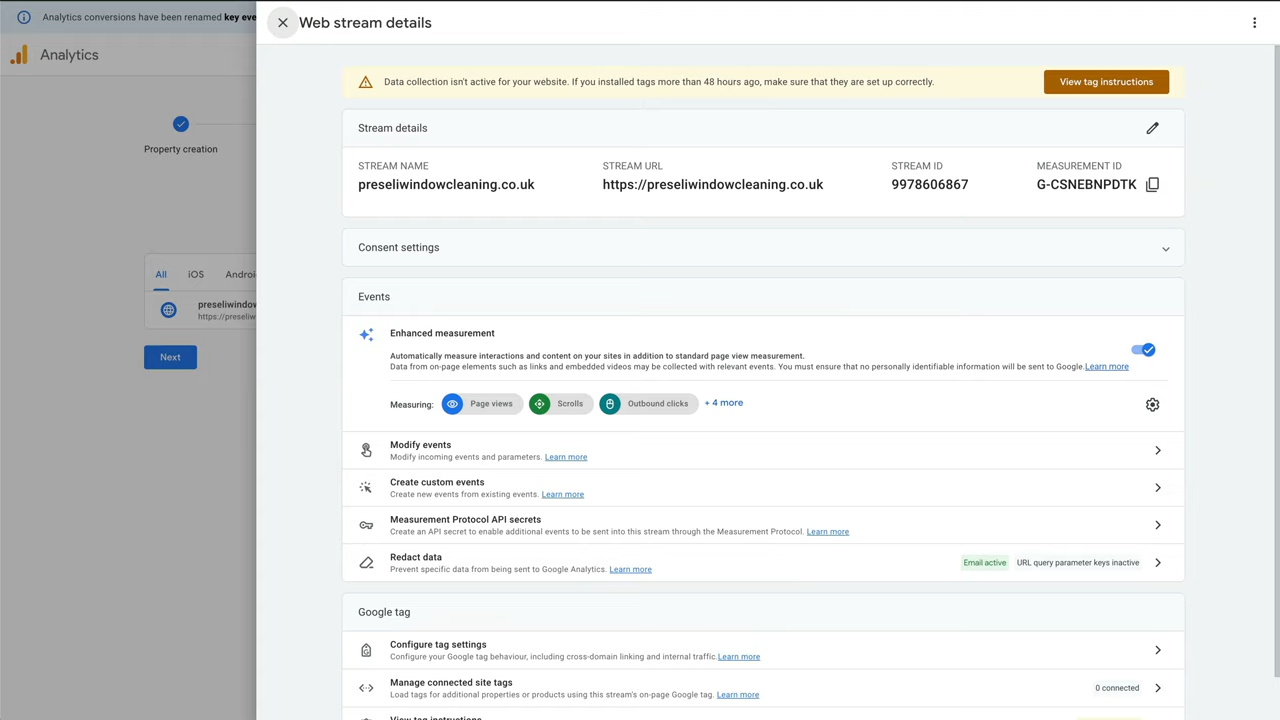 Analytics conversions have been renamed key eve
Analytics
Property creation
All iOS Androi
preseliwindow
https://preseliw
Next
Web stream details
Data collection isn't active for your website. If you installed tags more than 48 hours ago, make sure that they are set up correctly.
View tag instructions
Stream details
STREAM NAME
preseliwindowcleaning.co.uk
STREAM URL
https://preseliwindowcleaning.co.uk
STREAM ID
9978606867
MEASUREMENT ID
G-CSNEBNPDTK
Consent settings
Events
Enhanced measurement
Automatically measure interactions and content on your sites in addition to standard page view measurement.
Data from on-page elements such as links and embedded videos may be collected with relevant events. You must ensure that no personally identifiable information will be sent to Google. Learn more
Measuring: Page views Scrolls Outbound clicks + 4 more
Modify events
Modify incoming events and parameters. Learn more
Create custom events
Create new events from existing events. Learn more
Measurement Protocol API secrets
Create an API secret to enable additional events to be sent into this stream through the Measurement Protocol. Learn more
Redact data
Prevent specific data from being sent to Google Analytics. Learn more
Email active URL query parameter keys inactive
Google tag
Configure tag settings
Configure your Google tag behaviour, including cross-domain linking and internal traffic. Learn more
Manage connected site tags
Load tags for additional properties or products using this stream's on-page Google tag. Learn more
0 connected
View tag instructions